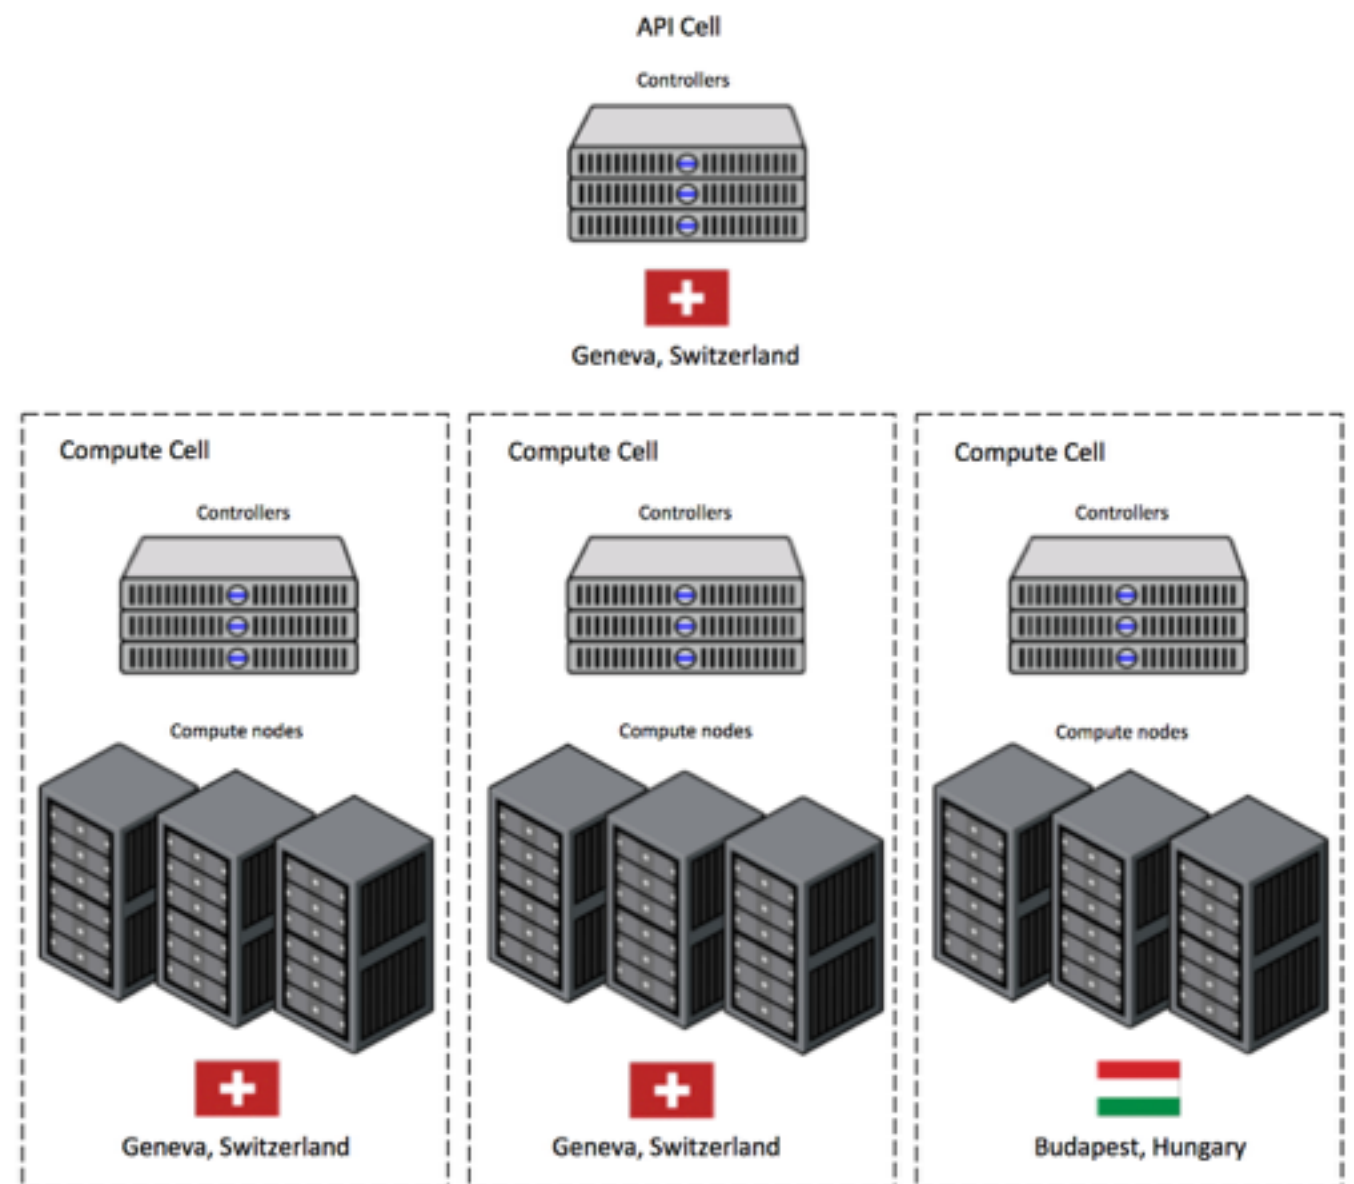 API Cell
Controllers
Geneva, Switzerland
Compute Cell
Controllers
Compute nodes
Geneva, Switzerland
Compute Cell
Controllers
Compute nodes
Geneva, Switzerland
Compute Cell
Controllers
Compute nodes
Budapest, Hungary